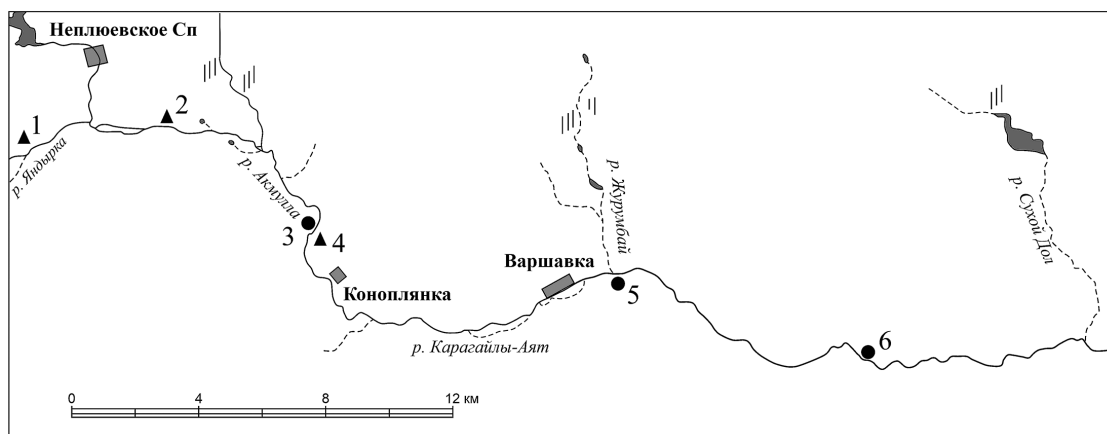 Неплюевское Сп
1
2
р. Яндырка
р. Акмулла
3
4
р. Журумбай
р. Сухой Дол
Варшавка
5
Коноплянка
р. Карагайлы-Аят
6
0 4 8 12 км